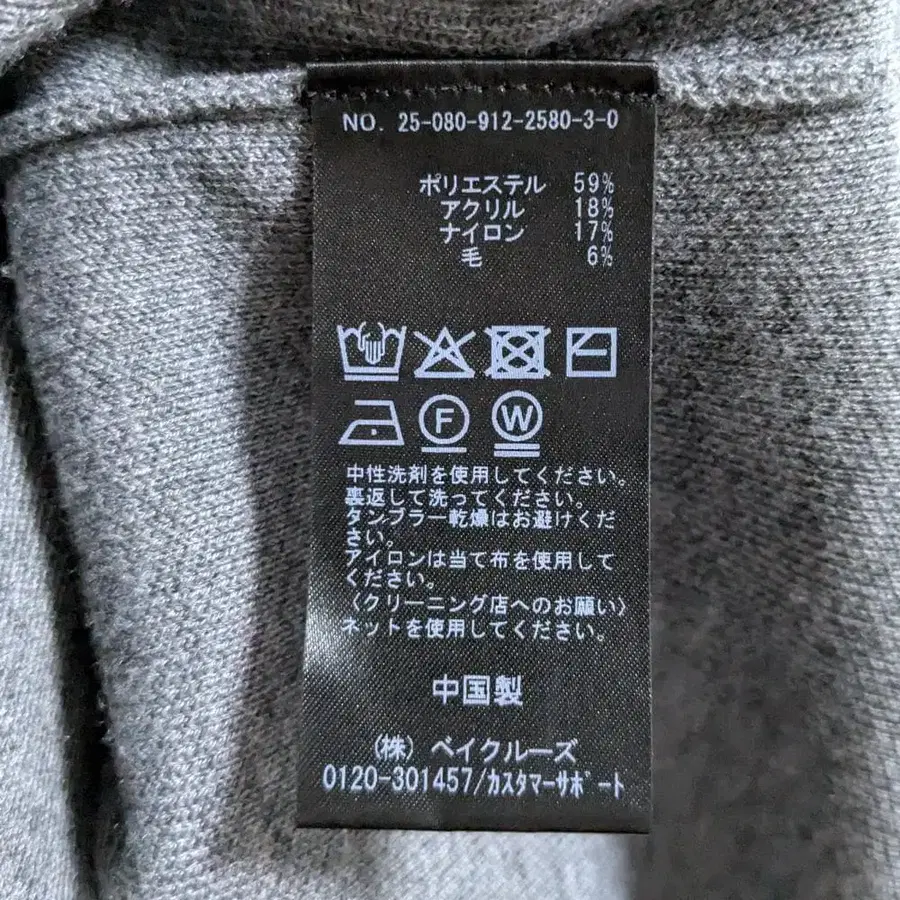 NO. 25-080-912-2580-3-0
ポリエステル 59%
アクリル 18%
ナイロン 17%
毛 6%
F W
中性洗剤を使用してください。
裏返して洗ってください。
タンブラー乾燥はお避けくだ
さい。
アイロンは当て布を使用して
ください。
〈クリーニング店へのお願い〉
ネットを使用してください。
中国製
(株) ベイクルーズ
0120-301457/カスタマーサポート